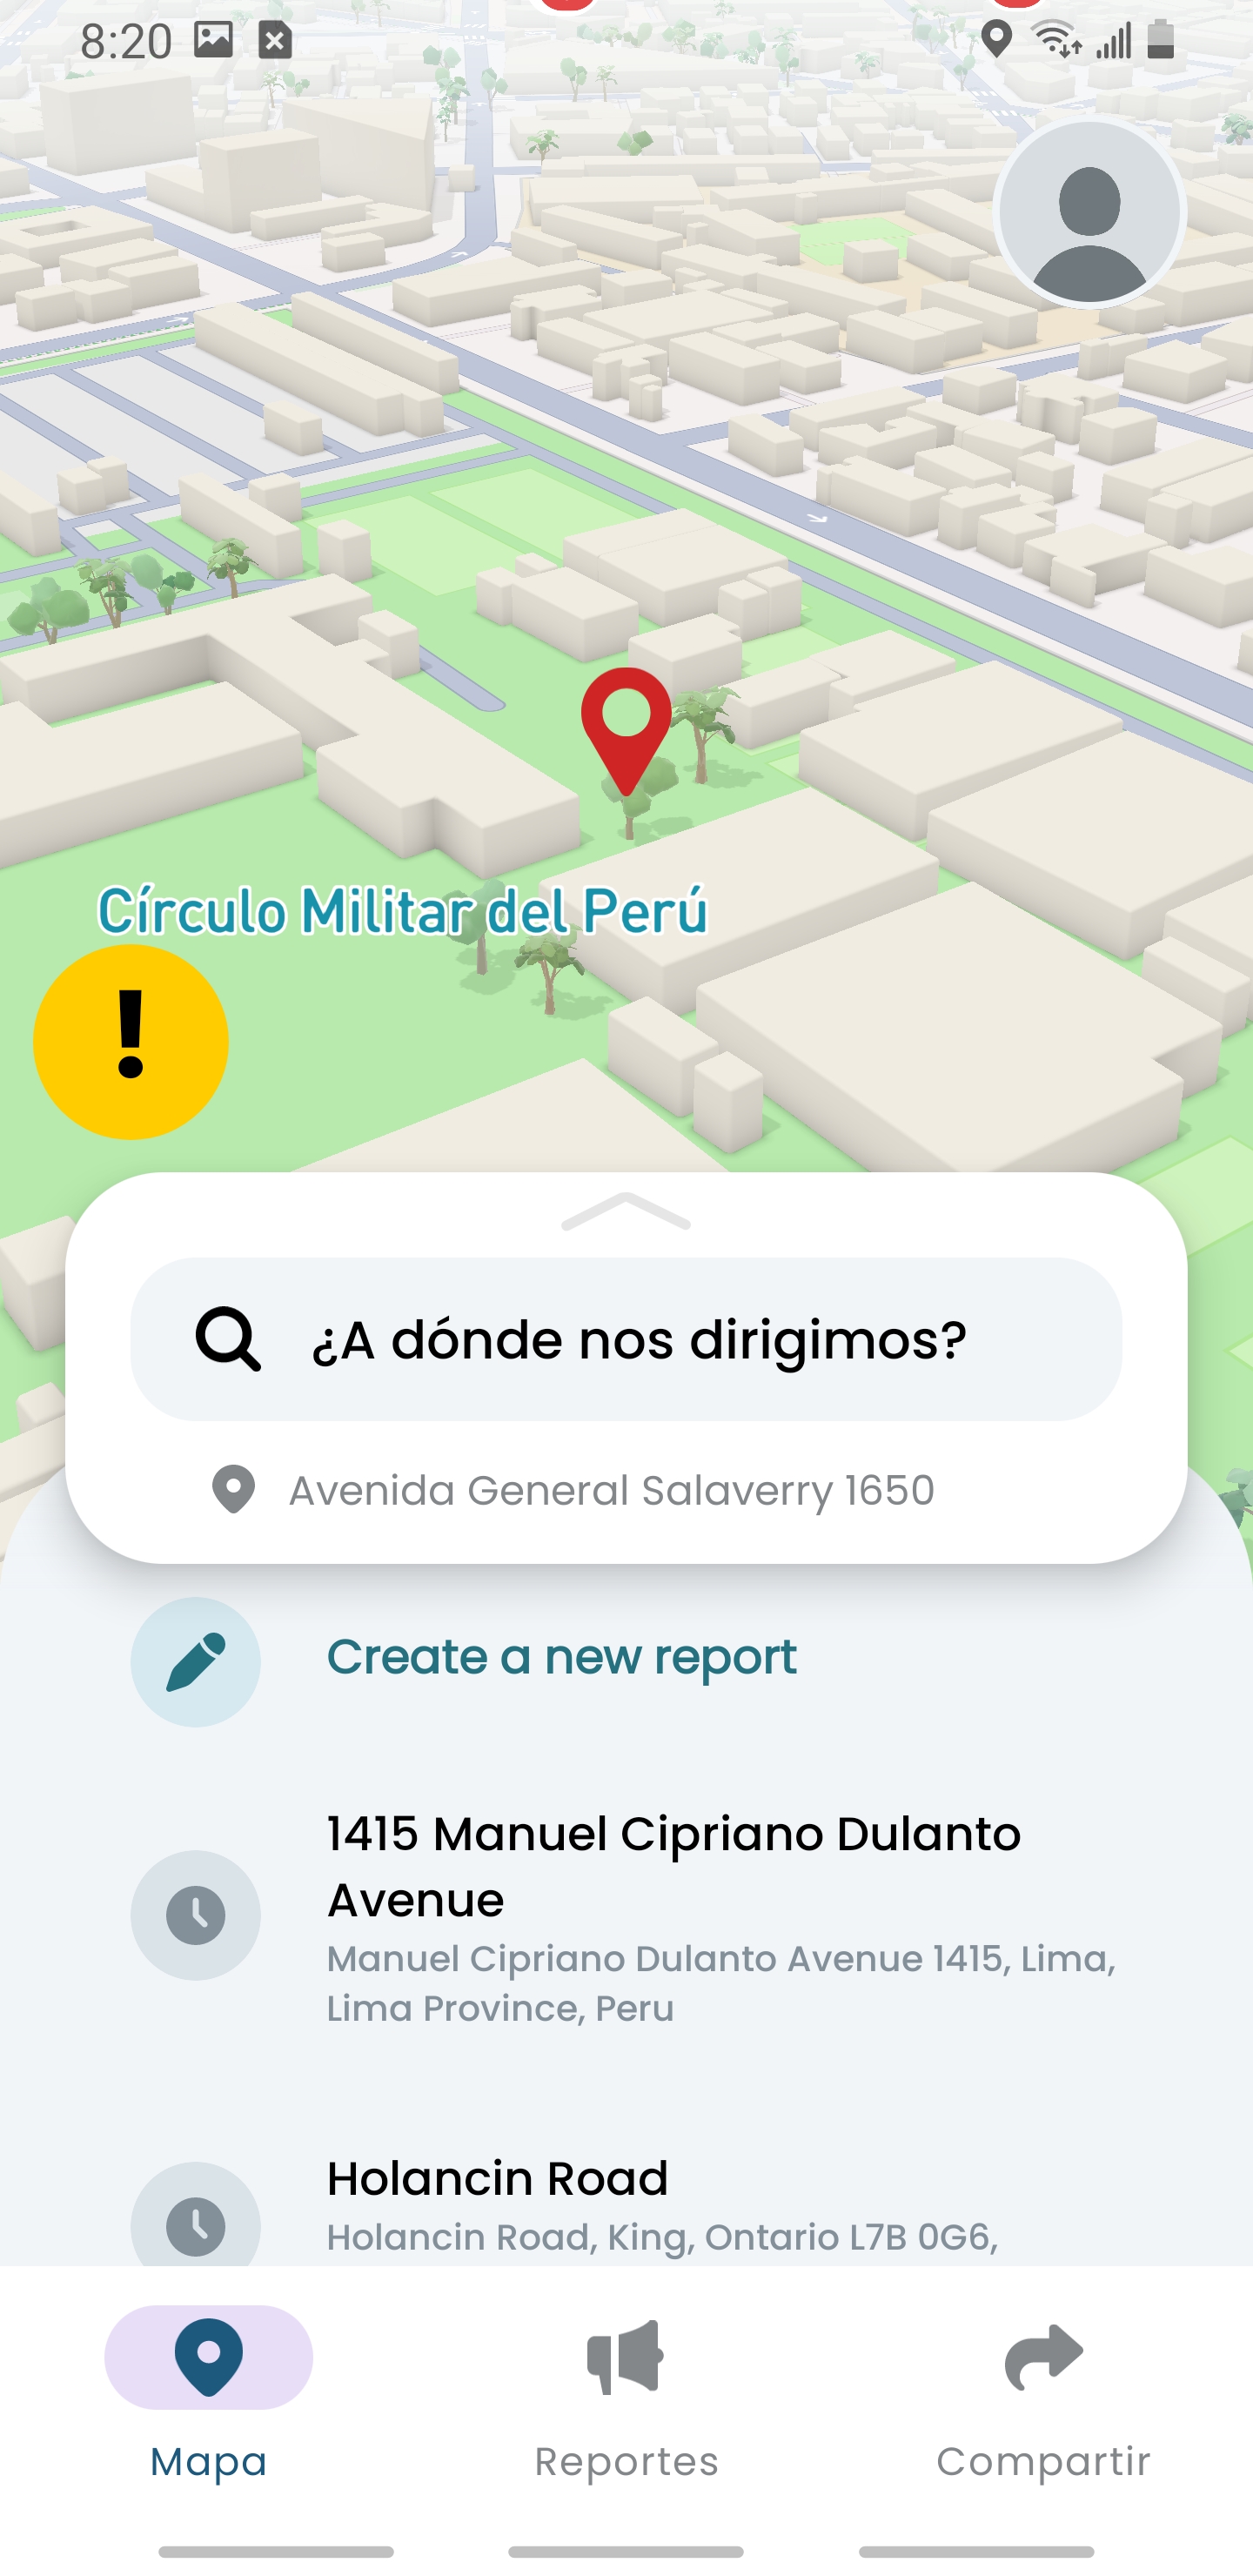 8:20
Círculo Militar del Perú
!
¿A dónde nos dirigimos?
Avenida General Salaverry 1650
Create a new report
1415 Manuel Cipriano Dulanto
Avenue
Manuel Cipriano Dulanto Avenue 1415, Lima,
Lima Province, Peru
Holancin Road
Holancin Road, King, Ontario L7B 0G6,
Mapa
Reportes
Compartir